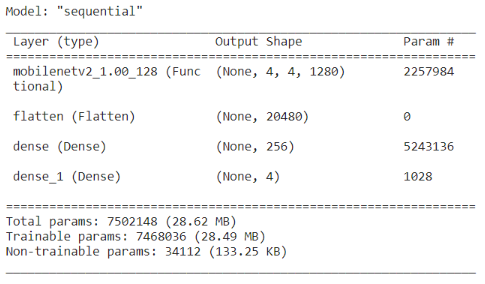 Model: "sequential"
Layer (type) Output Shape Param #
mobilenetv2_1.00_128 (Func (None, 4, 4, 1280) 2257984
tional)
flatten (Flatten) (None, 20480) 0
dense (Dense) (None, 256) 5243136
dense_1 (Dense) (None, 4) 1028
Total params: 7502148 (28.62 MB)
Trainable params: 7468036 (28.49 MB)
Non-trainable params: 34112 (133.25 KB)